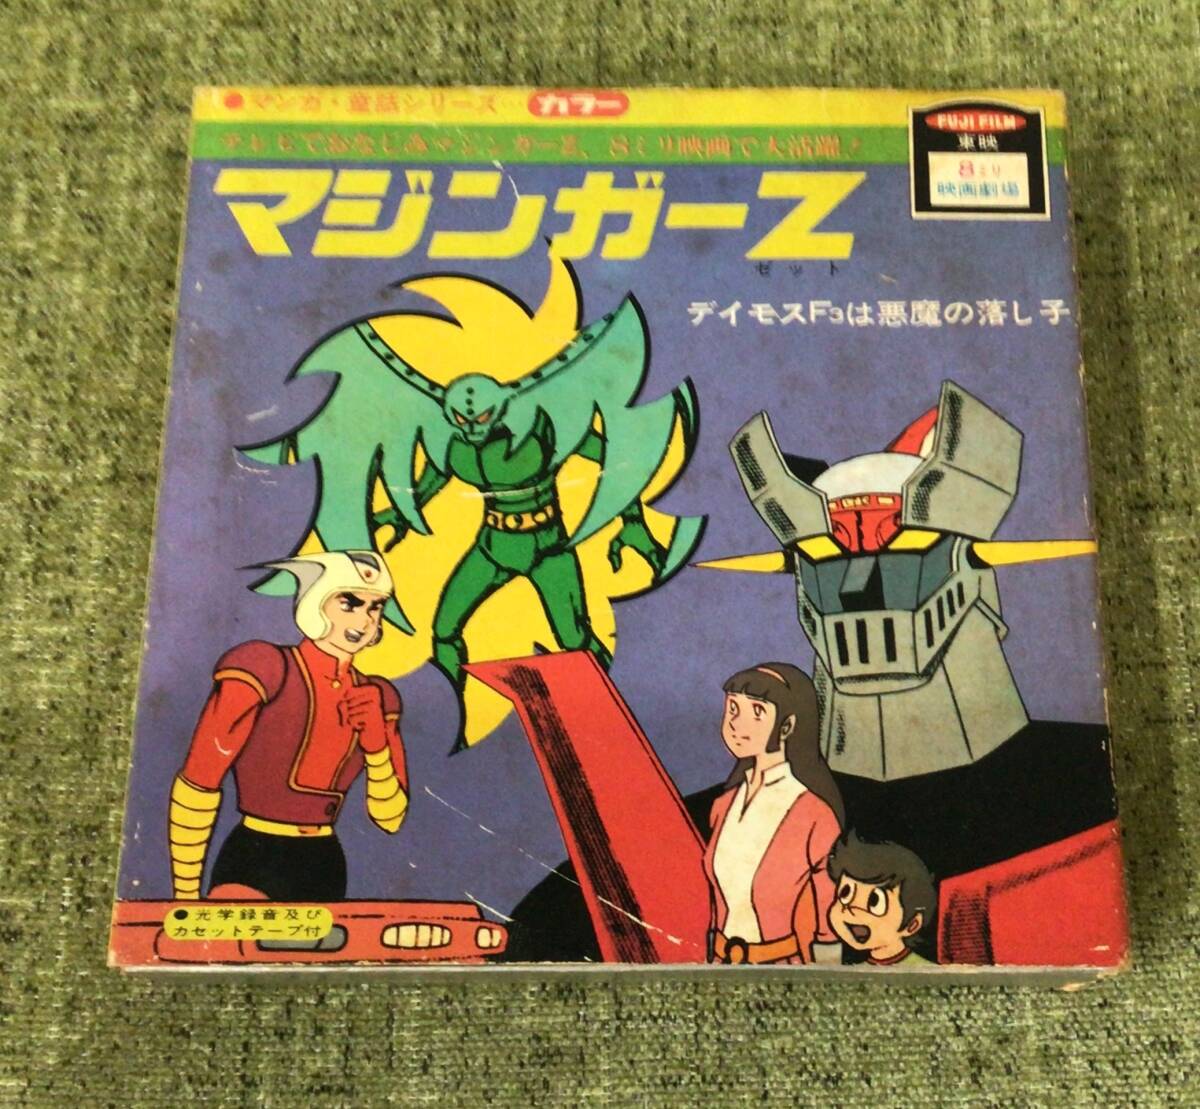 ●マンガ・童話シリーズ…カラー
テレビでおなじみマジンガーZ、8ミリ映画で大活躍！
マジンガーZ
ゼット
FUJI FILM
東映
8ミリ
映画劇場
デイモスF3は悪魔の落し子
●光学録音及び
カセットテープ付